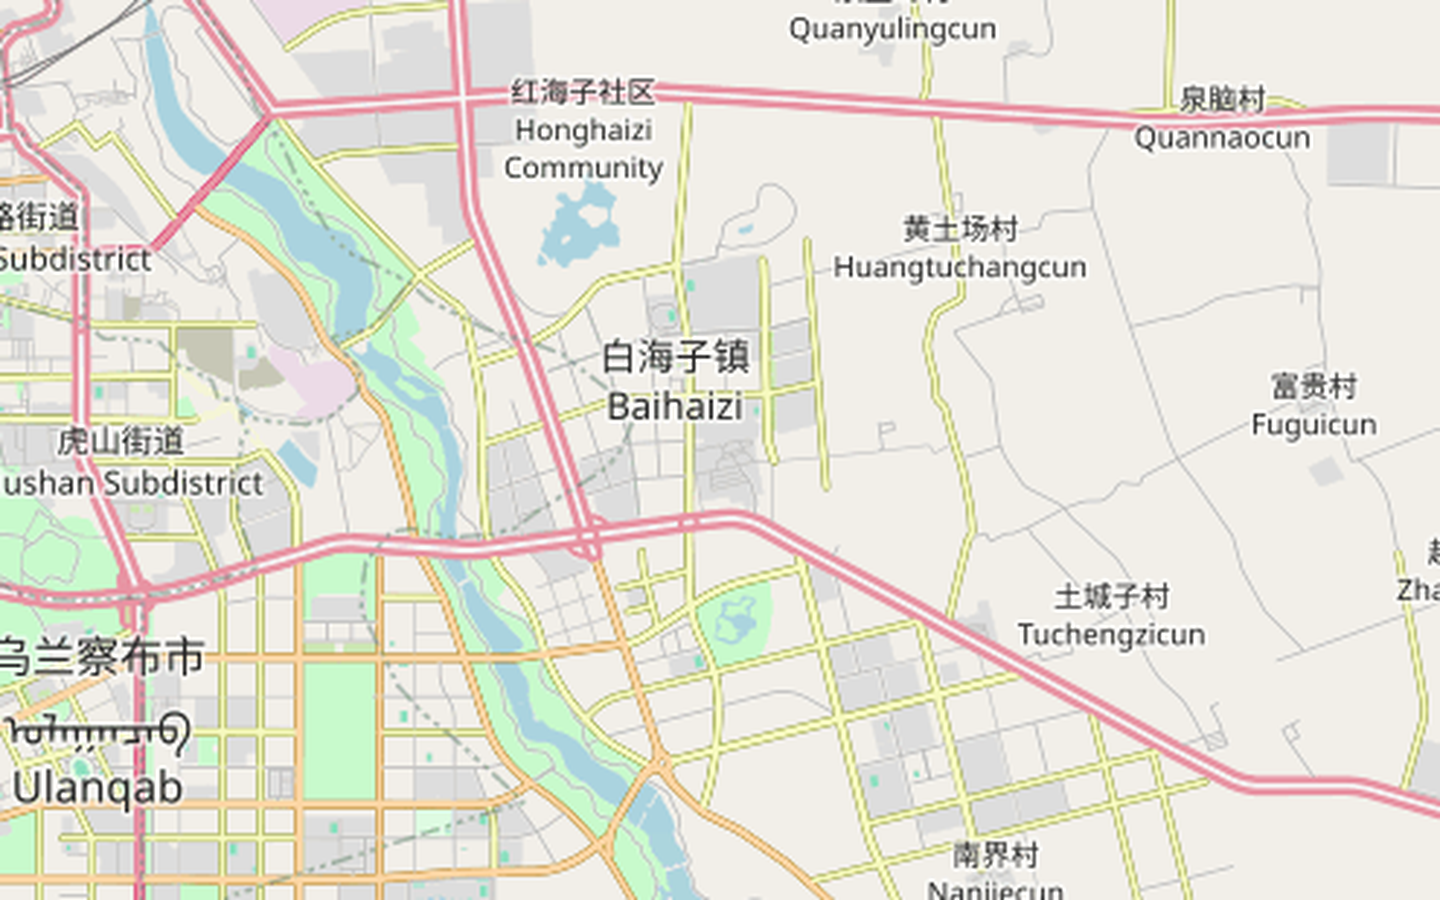 Quanyulingcun
红海子社区
Honghaizi
Community
泉脑村
Quannaocun
路街道
Subdistrict
黄土场村
Huangtuchangcun
白海子镇
Baihaizi
富贵村
Fuguicun
虎山街道
ushan Subdistrict
土城子村
Tuchengzicun
Zha
乌兰察布市
Ulanqab
南界村
Nanjiecun